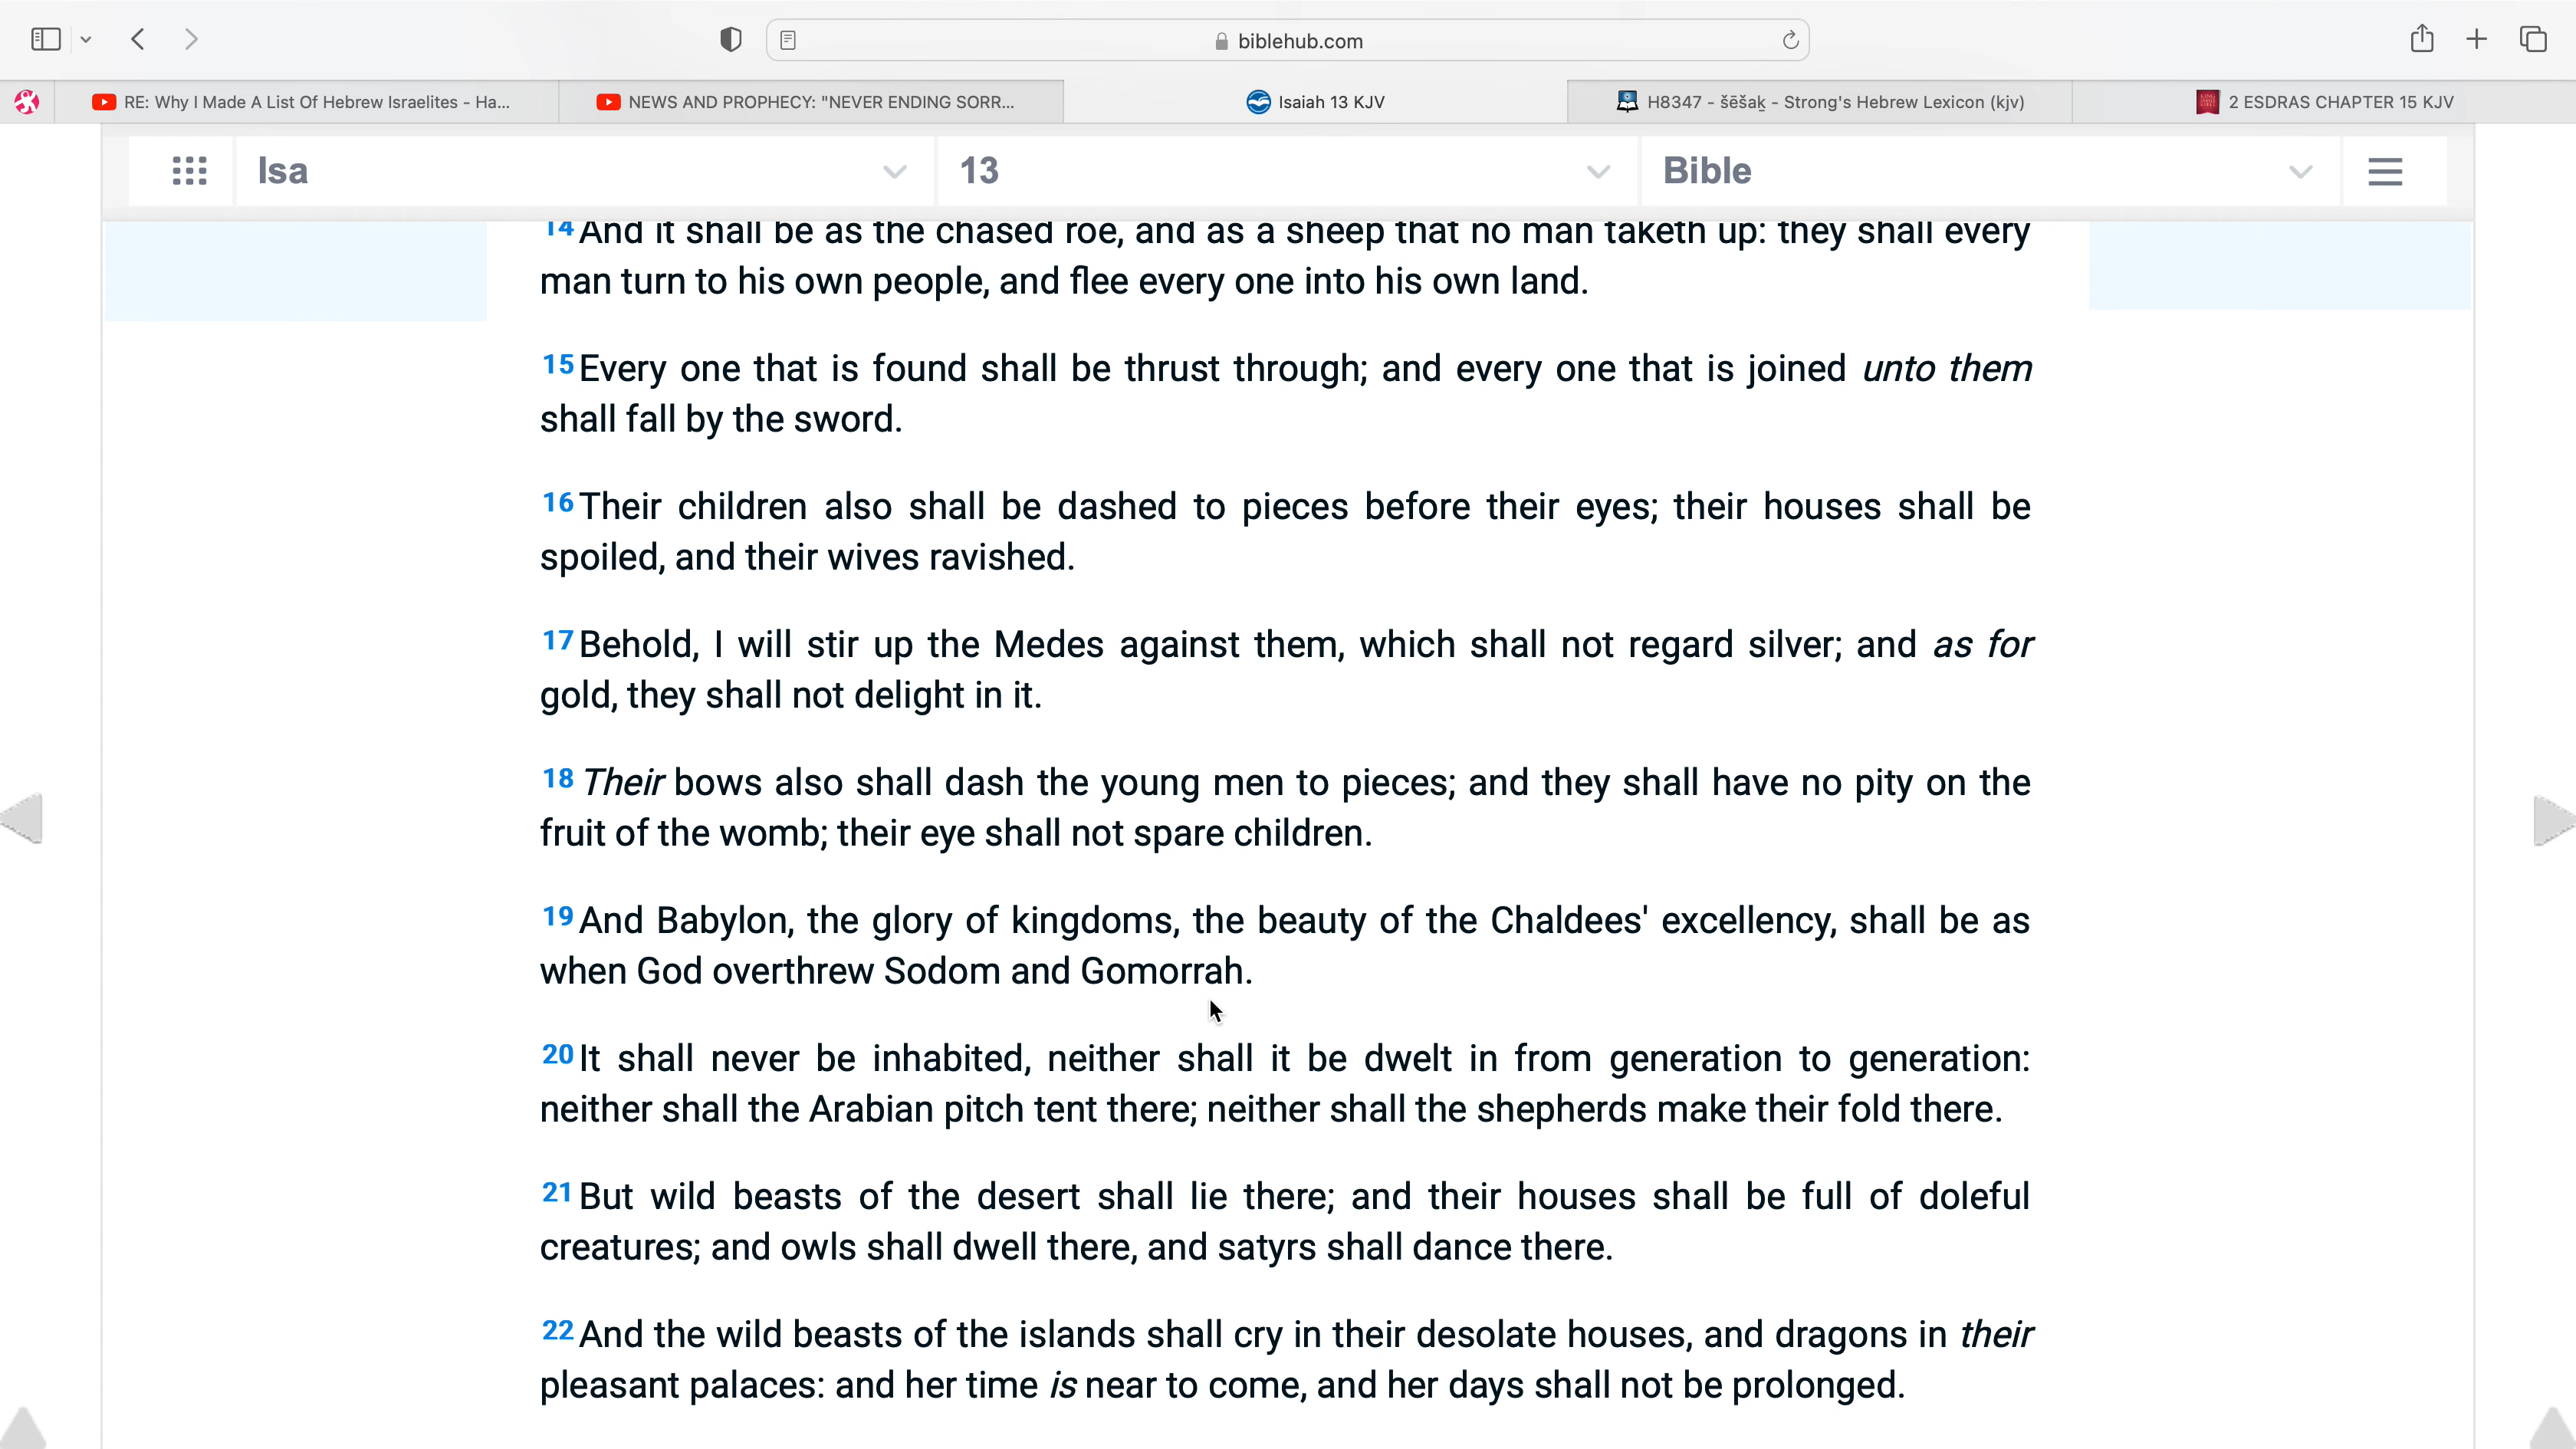 biblehub.com
RE: Why I Made A List Of Hebrew Israelites - Ha...
NEWS AND PROPHECY: "NEVER ENDING SORR...
Isaiah 13 KJV
H8347 - šēšaḵ - Strong's Hebrew Lexicon (kjv)
2 ESDRAS CHAPTER 15 KJV
Isa
13
Bible
14 And it shall be as the chased roe, and as a sheep that no man taketh up: they shall every
man turn to his own people, and flee every one into his own land.
15 Every one that is found shall be thrust through; and every one that is joined unto them
shall fall by the sword.
16 Their children also shall be dashed to pieces before their eyes; their houses shall be
spoiled, and their wives ravished.
17 Behold, I will stir up the Medes against them, which shall not regard silver; and as for
gold, they shall not delight in it.
18 Their bows also shall dash the young men to pieces; and they shall have no pity on the
fruit of the womb; their eye shall not spare children.
19 And Babylon, the glory of kingdoms, the beauty of the Chaldees' excellency, shall be as
when God overthrew Sodom and Gomorrah.
20 It shall never be inhabited, neither shall it be dwelt in from generation to generation:
neither shall the Arabian pitch tent there; neither shall the shepherds make their fold there.
21 But wild beasts of the desert shall lie there; and their houses shall be full of doleful
creatures; and owls shall dwell there, and satyrs shall dance there.
22 And the wild beasts of the islands shall cry in their desolate houses, and dragons in their
pleasant palaces: and her time is near to come, and her days shall not be prolonged.